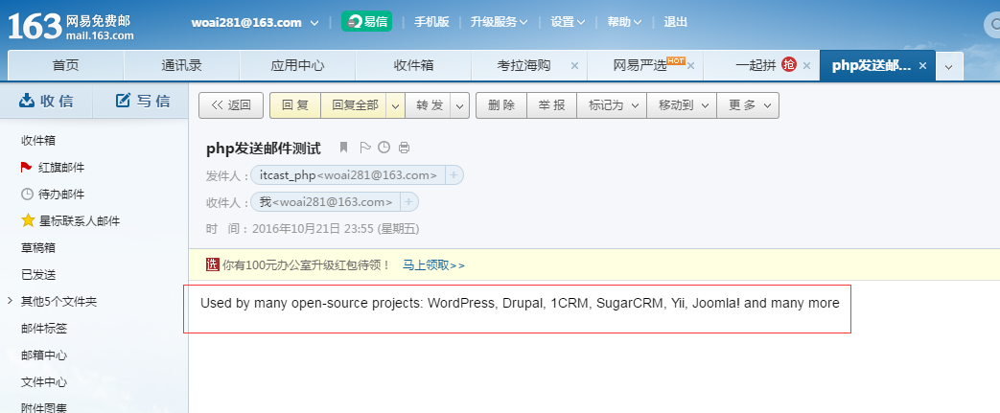 163 网易免费邮
mail.163.com
woai281@163.com
易信
手机版
升级服务
设置
帮助
退出
首页
通讯录
应用中心
收件箱
考拉海购
网易严选 HOT
一起拼 抢
php发送邮...
收 信
写 信
<< 返回
回 复
回复全部
转 发
删 除
举 报
标记为
移动到
更 多
收件箱
红旗邮件
待办邮件
星标联系人邮件
草稿箱
已发送
其他5个文件夹
邮件标签
邮箱中心
文件中心
附件图集
php发送邮件测试
发件人：itcast_php<woai281@163.com> +
收件人：我<woai281@163.com> +
时 间：2016年10月21日 23:55 (星期五)
选 你有100元办公室升级红包待领！ 马上领取>>
Used by many open-source projects: WordPress, Drupal, 1CRM, SugarCRM, Yii, Joomla! and many more